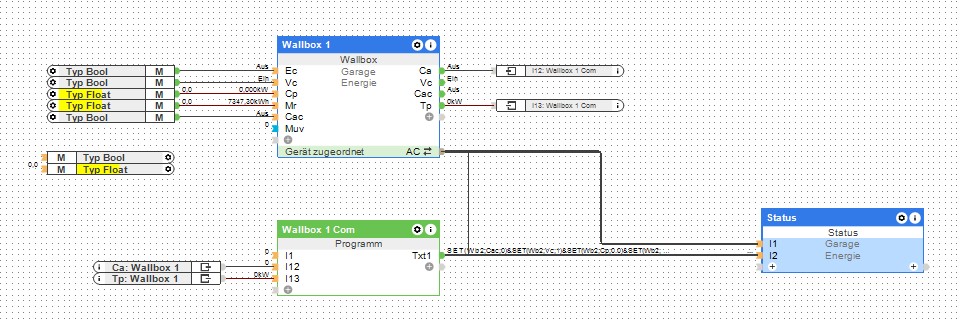 Wallbox 1
Wallbox
Garage
Energie
Typ Bool M Aus Ec
Typ Bool M Ein Vc
Typ Float M 0,0 0,000kW Cp
Typ Float M 0,0 7347,30kWh Mr
Typ Bool M Aus Cac
0 Muv
Ca Aus I12: Wallbox 1 Com
Vc Ein
Cac Aus
Tp 0kW I13: Wallbox 1 Com
Gerät zugeordnet AC
M Typ Bool
0,0 M Typ Float
Wallbox 1 Com
Programm
0 I1
Ca: Wallbox 1 0 I12
Tp: Wallbox 1 0kW I13
Txt1 SET(Wb2;Cac;0)&SET(Wb2;Vc;1)&SET(Wb2;Cp;0.0)&SET(Wb2; ...
Status
Status
Garage
Energie
I1
... I2